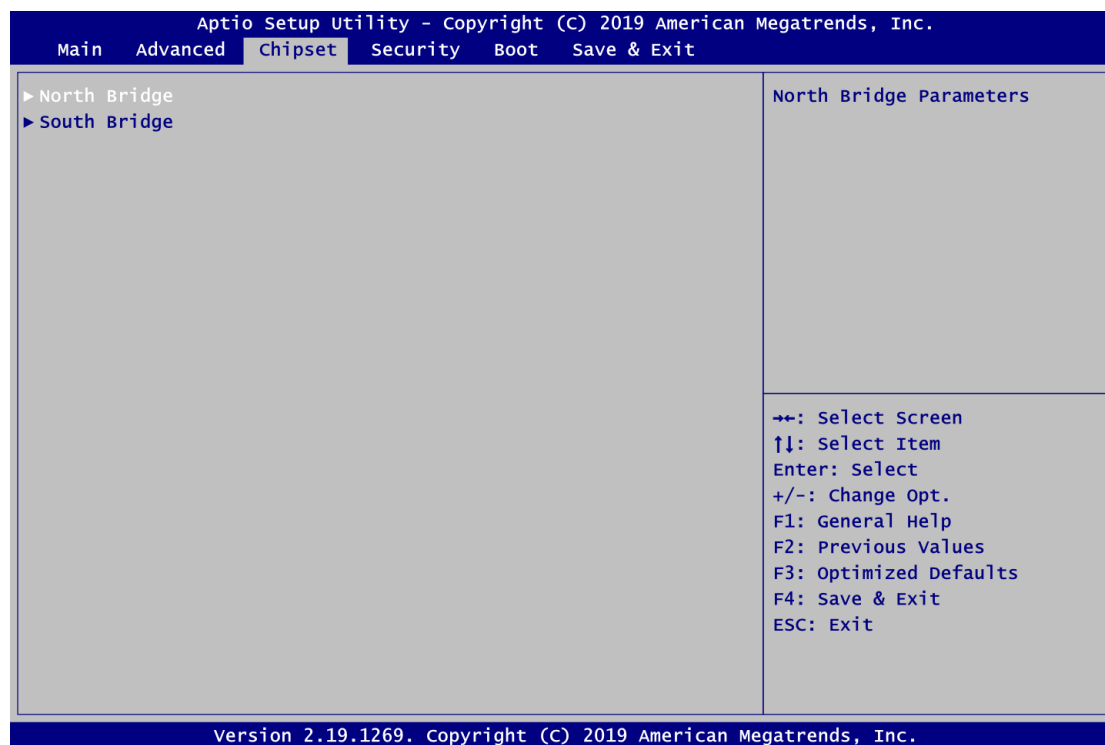 Aptio Setup Utility - Copyright (C) 2019 American Megatrends, Inc.
Main Advanced Chipset Security Boot Save & Exit
►North Bridge
►South Bridge
North Bridge Parameters
→←: Select Screen
↑↓: Select Item
Enter: Select
+/-: Change Opt.
F1: General Help
F2: Previous Values
F3: Optimized Defaults
F4: Save & Exit
ESC: Exit
Version 2.19.1269. Copyright (C) 2019 American Megatrends, Inc.